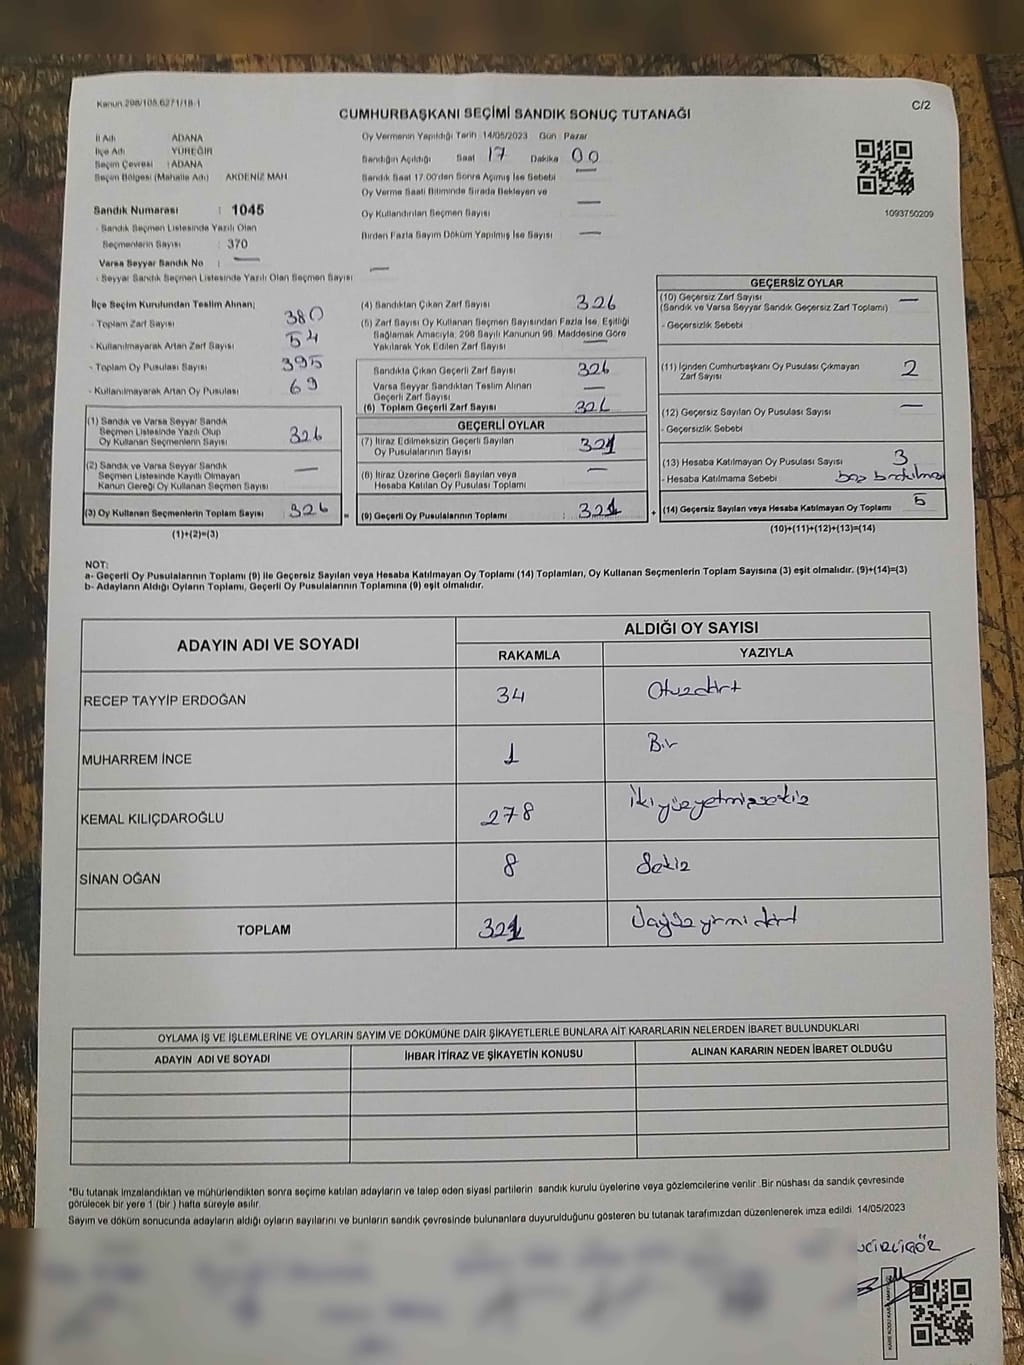 Kanun.298/105.6271/18-1
C/2
CUMHURBAŞKANI SEÇİMİ SANDIK SONUÇ TUTANAĞI
İl Adı ADANA
İlçe Adı YÜREĞİR
Seçim Çevresi : ADANA
Seçim Bölgesi (Mahalle Adı) AKDENİZ MAH.
Sandık Numarası : 1045
- Sandık Seçmen Listesinde Yazılı Olan
Seçmenlerin Sayısı : 370
Varsa Seyyar Sandık No : —
- Seyyar Sandık Seçmen Listesinde Yazılı Olan Seçmen Sayısı —
Oy Vermenin Yapıldığı Tarih 14/05/2023 Gün : Pazar
Sandığın Açıldığı Saat 17 Dakika 00
Sandık Saat 17.00'den Sonra Açımış İse Sebebi —
Oy Verme Saati Bitiminde Sırada Bekleyen ve
Oy Kullandırılan Seçmen Sayısı —
Birden Fazla Sayım Döküm Yapılmış İse Sayısı —
1093750209
İlçe Seçim Kurulundan Teslim Alınan;
- Toplam Zarf Sayısı 380
- Kullanılmayarak Artan Zarf Sayısı 54
- Toplam Oy Pusulası Sayısı 395
- Kullanılmayarak Artan Oy Pusulası 69
(1) Sandık ve Varsa Seyyar Sandık
Seçmen Listesinde Yazılı Olup
Oy Kullanan Seçmenlerin Sayısı 326
(2) Sandık ve Varsa Seyyar Sandık
Seçmen Listesinde Kayıtlı Olmayan
Kanun Gereği Oy Kullanan Seçmen Sayısı —
(3) Oy Kullanan Seçmenlerin Toplam Sayısı : 326 =
(1)+(2)=(3)
(4) Sandıktan Çıkan Zarf Sayısı 326
(5) Zarf Sayısı Oy Kullanan Seçmen Sayısından Fazla İse, Eşitliği
Sağlamak Amacıyla; 298 Sayılı Kanunun 98. Maddesine Göre
Yakılarak Yok Edilen Zarf Sayısı —
Sandıkta Çıkan Geçerli Zarf Sayısı 326
Varsa Seyyar Sandıktan Teslim Alınan
Geçerli Zarf Sayısı —
(6) Toplam Geçerli Zarf Sayısı 326
GEÇERLİ OYLAR
(7) İtiraz Edilmeksizin Geçerli Sayılan
Oy Pusulalarının Sayısı 321
(8) İtiraz Üzerine Geçerli Sayılan veya
Hesaba Katılan Oy Pusulası Toplamı —
(9) Geçerli Oy Pusulalarının Toplamı : 321 +
GEÇERSİZ OYLAR
(10) Geçersiz Zarf Sayısı —
(Sandık ve Varsa Seyyar Sandık Geçersiz Zarf Toplamı)
- Geçersizlik Sebebi
(11) İçinden Cumhurbaşkanı Oy Pusulası Çıkmayan
Zarf Sayısı 2
(12) Geçersiz Sayılan Oy Pusulası Sayısı —
- Geçersizlik Sebebi
(13) Hesaba Katılmayan Oy Pusulası Sayısı 3
- Hesaba Katılmama Sebebi boş
(14) Geçersiz Sayılan veya Hesaba Katılmayan Oy Toplamı 5
(10)+(11)+(12)+(13)=(14)
NOT:
a- Geçerli Oy Pusulalarının Toplamı (9) ile Geçersiz Sayılan veya Hesaba Katılmayan Oy Toplamı (14) Toplamları, Oy Kullanan Seçmenlerin Toplam Sayısına (3) eşit olmalıdır. (9)+(14)=(3)
b- Adayların Aldığı Oyların Toplamı, Geçerli Oy Pusulalarının Toplamına (9) eşit olmalıdır.
ADAYIN ADI VE SOYADI
ALDIĞI OY SAYISI
RAKAMLA YAZIYLA
RECEP TAYYİP ERDOĞAN 34 Otuzdört
MUHARREM İNCE 1 Bir
KEMAL KILIÇDAROĞLU 278 İkiyüzyetmişsekiz
SİNAN OĞAN 8 Sekiz
TOPLAM 321 Üçyüzyirmidört
OYLAMA İŞ VE İŞLEMLERİNE VE OYLARIN SAYIM VE DÖKÜMÜNE DAİR ŞİKAYETLERLE BUNLARA AİT KARARLARIN NELERDEN İBARET BULUNDUKLARI
ADAYIN ADI VE SOYADI İHBAR İTİRAZ VE ŞİKAYETİN KONUSU ALINAN KARARIN NEDEN İBARET OLDUĞU
*Bu tutanak imzalandıktan ve mühürlendikten sonra seçime katılan adayların ve talep eden siyasi partilerin sandık kurulu üyelerine veya gözlemcilerine verilir. Bir nüshası da sandık çevresinde
görülecek bir yere 1 (bir) hafta süreyle asılır.
Sayım ve döküm sonucunda adayların aldığı oyların sayılarını ve bunların sandık çevresinde bulunanlara duyurulduğunu gösteren bu tutanak tarafımızdan düzenlenerek imza edildi. 14/05/2023